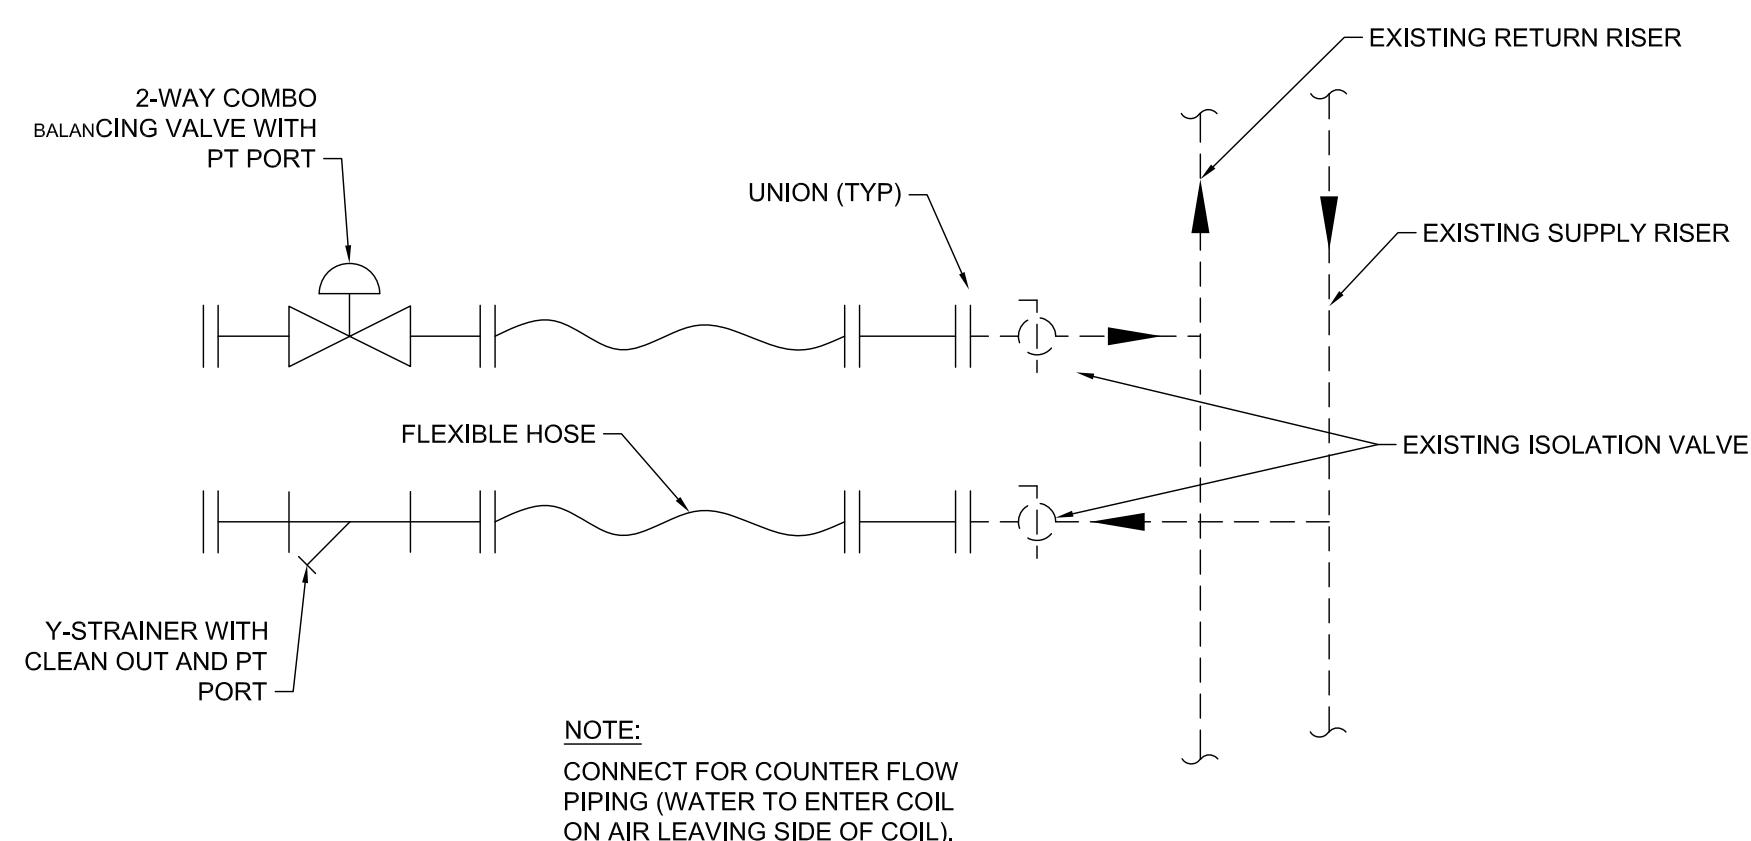 EXISTING RETURN RISER
2-WAY COMBO
BALANCING VALVE WITH
PT PORT
UNION (TYP)
EXISTING SUPPLY RISER
FLEXIBLE HOSE
EXISTING ISOLATION VALVE
Y-STRAINER WITH
CLEAN OUT AND PT
PORT
NOTE:
CONNECT FOR COUNTER FLOW
PIPING (WATER TO ENTER COIL
ON AIR LEAVING SIDE OF COIL).